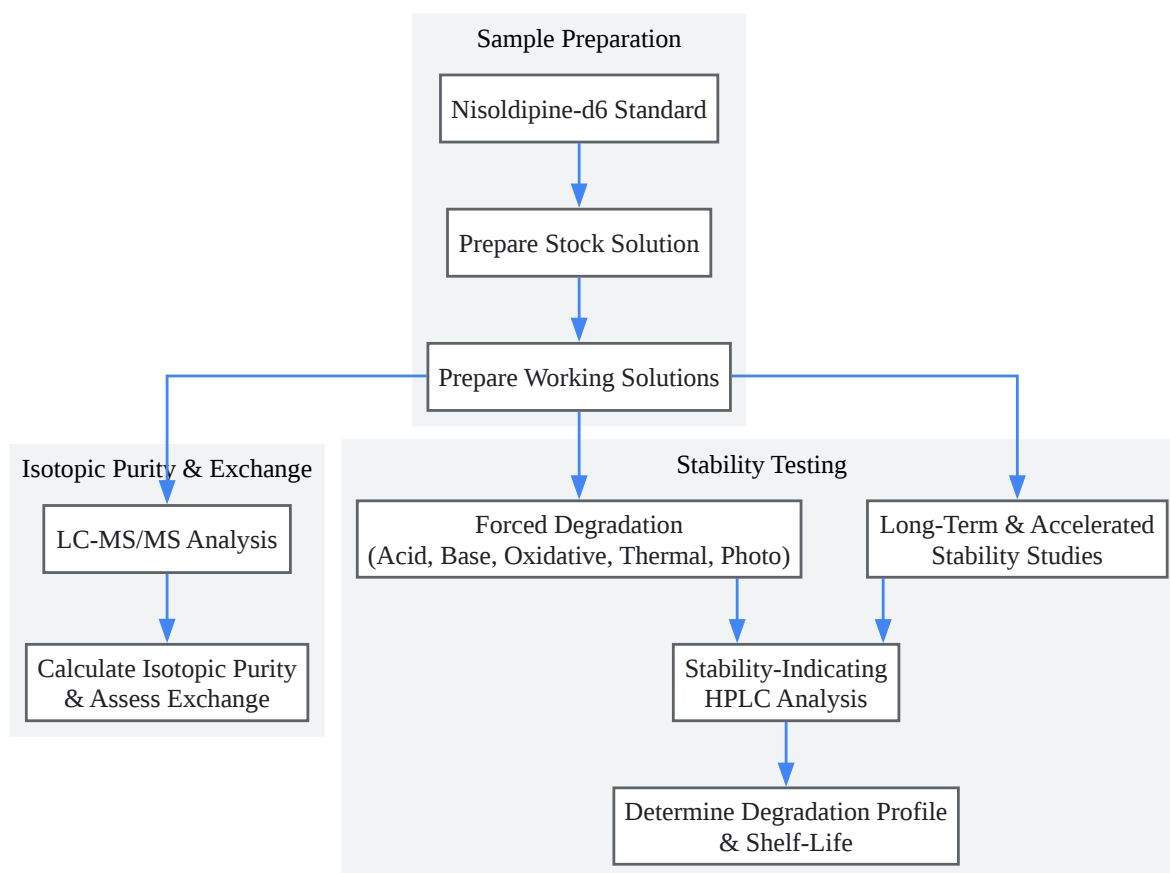 Sample Preparation
Nisoldipine-d6 Standard
Prepare Stock Solution
Prepare Working Solutions
Isotopic Purity & Exchange
LC-MS/MS Analysis
Calculate Isotopic Purity
& Assess Exchange
Stability Testing
Forced Degradation
(Acid, Base, Oxidative, Thermal, Photo)
Long-Term & Accelerated
Stability Studies
Stability-Indicating
HPLC Analysis
Determine Degradation Profile
& Shelf-Life